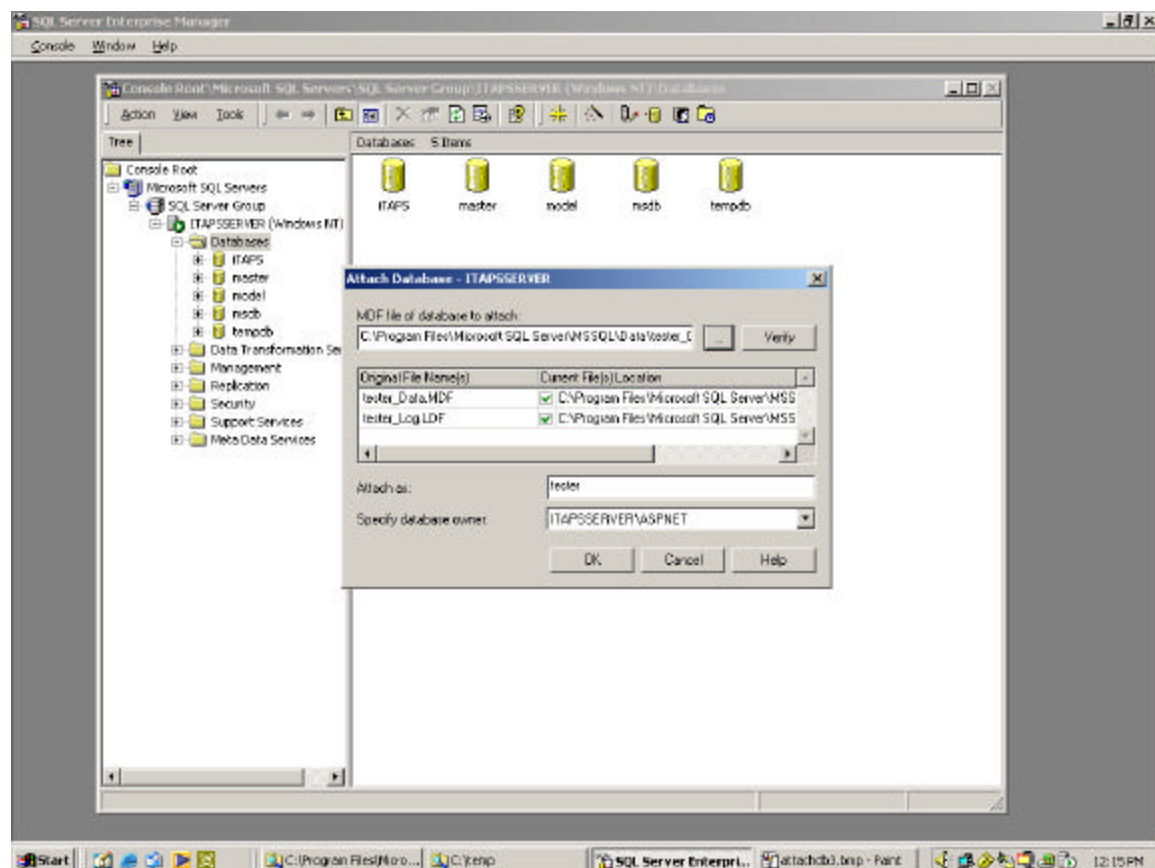 SQL Server Enterprise Manager
Console Window Help
Console Root\Microsoft SQL Servers\SQL Server Group\ITAPSSERVER (Windows NT)\Databases
Action View Tools
Tree
Databases 5 Items
Console Root
Microsoft SQL Servers
SQL Server Group
ITAPSSERVER (Windows NT)
Databases
ITAPS
master
model
msdb
tempdb
Data Transformation Se
Management
Replication
Security
Support Services
Meta Data Services
ITAPS master model msdb tempdb
Attach Database - ITAPSSERVER
MDF file of database to attach:
C:\Program Files\Microsoft SQL Server\MSSQL\Data\tester_D ... Verify
Original File Name(s) Current File(s) Location
tester_Data.MDF C:\Program Files\Microsoft SQL Server\MSS
tester_Log.LDF C:\Program Files\Microsoft SQL Server\MSS
Attach as: tester
Specify database owner: ITAPSSERVER\ASPNET
OK Cancel Help
Start C:\Program Files\Micro... C:\temp SQL Server Enterpri... attachdb3.bmp - Paint 12:15 PM